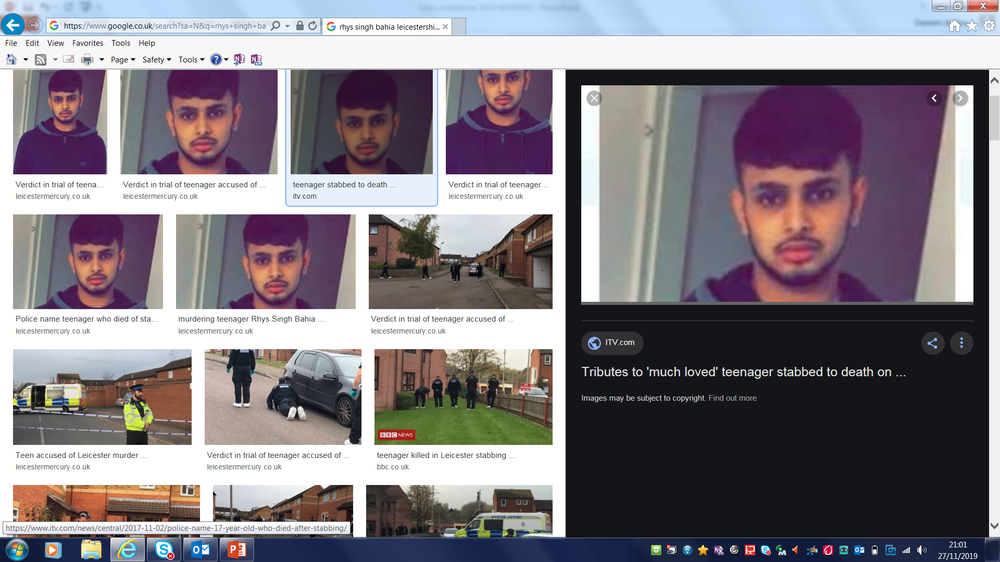 https://www.google.co.uk/search?sa=N&q=rhys+singh+ba
rhys singh bahia leicestershi...
File Edit View Favorites Tools Help
Page Safety Tools
Verdict in trial of teena...
leicestermercury.co.uk
Verdict in trial of teenager accused of ...
leicestermercury.co.uk
teenager stabbed to death ...
itv.com
Verdict in trial of teenager...
leicestermercury.co.uk
Police name teenager who died of sta...
leicestermercury.co.uk
murdering teenager Rhys Singh Bahia ...
leicestermercury.co.uk
Verdict in trial of teenager accused of ...
leicestermercury.co.uk
POLICE
BBC NEWS
Teen accused of Leicester murder ...
leicestermercury.co.uk
Verdict in trial of teenager accused of ...
leicestermercury.co.uk
teenager killed in Leicester stabbing ...
bbc.co.uk
POLICE
https://www.itv.com/news/central/2017-11-02/police-name-17-year-old-who-died-after-stabbing/
ITV.com
Tributes to 'much loved' teenager stabbed to death on ...
Images may be subject to copyright. Find out more
21:01
27/11/2019